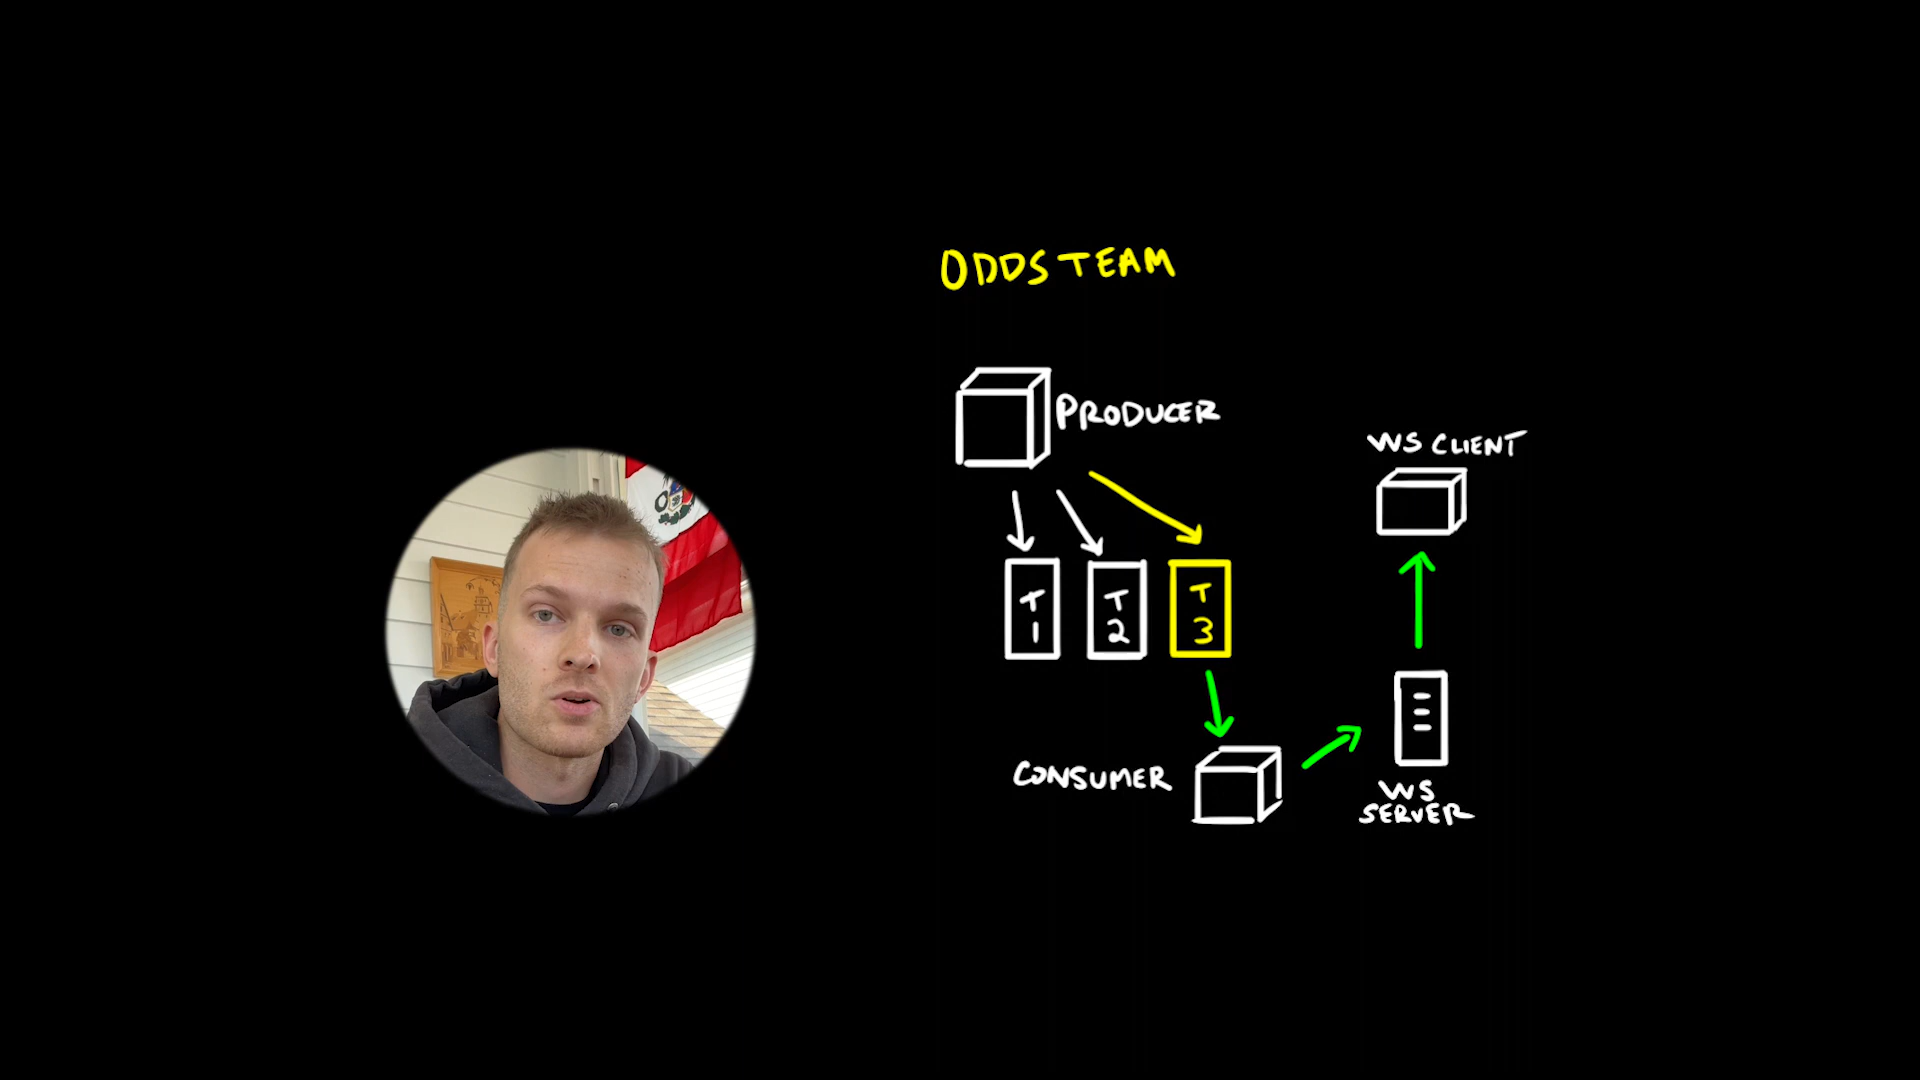 ODDS TEAM
PRODUCER
WS CLIENT
T
1
T
2
T
3
CONSUMER
WS
SERVER